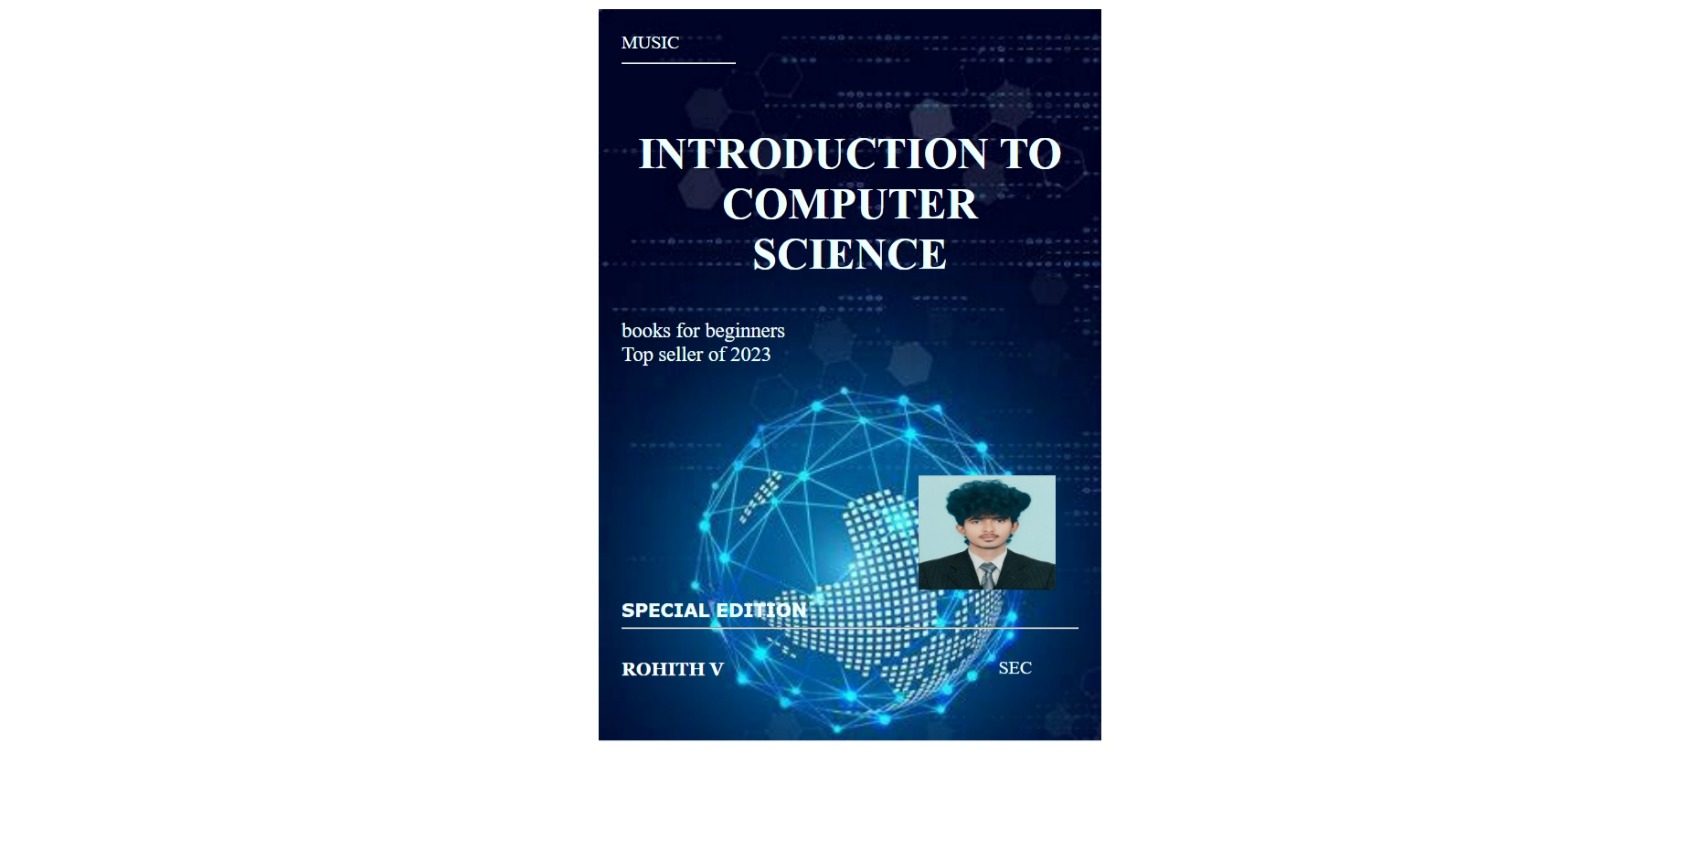 MUSIC
INTRODUCTION TO
COMPUTER
SCIENCE
books for beginners
Top seller of 2023
SPECIAL EDITION
ROHITH V
SEC